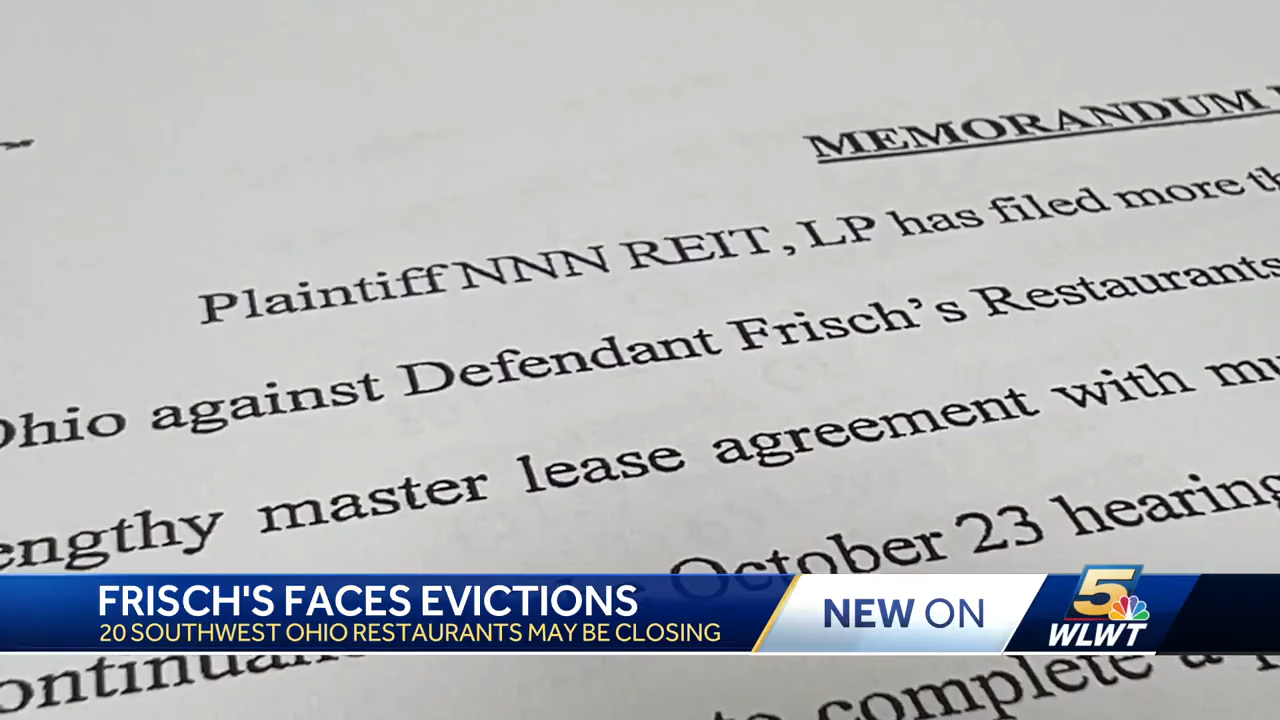 MEMORANDUM
Plaintiff NNN REIT, LP has filed more
Ohio against Defendant Frisch's Restaurants
lengthy master lease agreement with
October 23 hearing
FRISCH'S FACES EVICTIONS
20 SOUTHWEST OHIO RESTAURANTS MAY BE CLOSING
NEW ON
5
WLWT
complete a